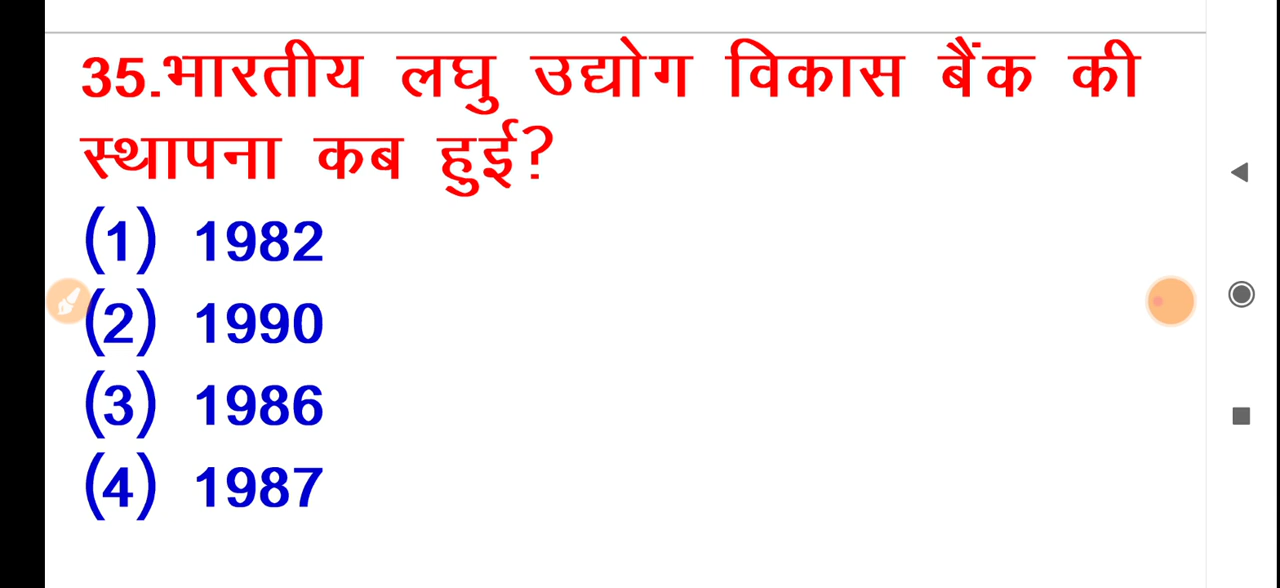 35.भारतीय लघु उद्योग विकास बैंक की
स्थापना कब हुई?
(1) 1982
(2) 1990
(3) 1986
(4) 1987